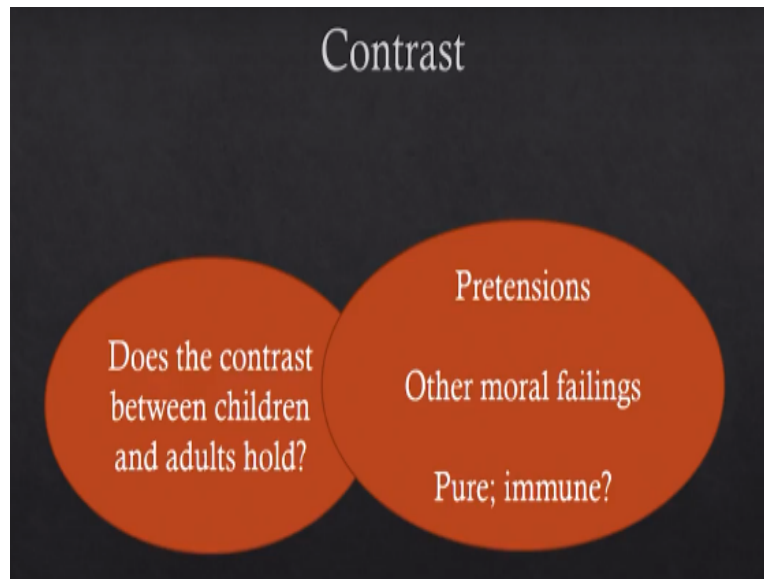 Contrast
Does the contrast
between children
and adults hold?
Pretensions
Other moral failings
Pure; immune?